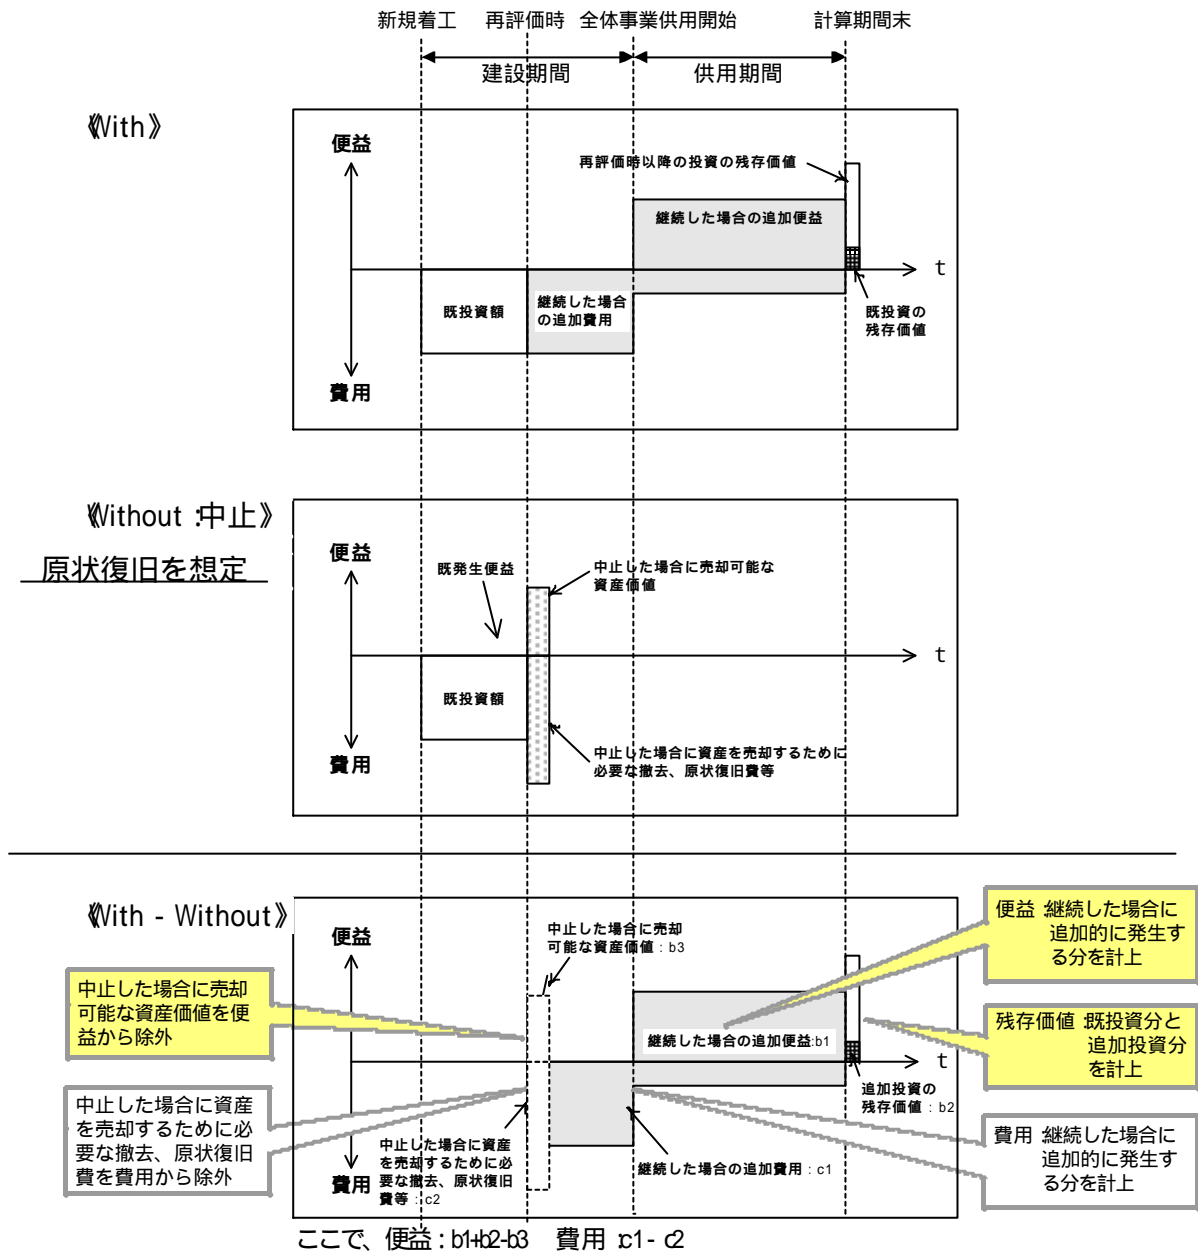 新規着工 再評価時 全体事業供用開始 計算期間末
建設期間 供用期間
《With》
便益
再評価時以降の投資の残存価値
継続した場合の追加便益
t
既投資額
継続した場合
の追加費用
既投資の
残存価値
費用
《Without:中止》
原状復旧を想定
便益
既発生便益
中止した場合に売却可能な
資産価値
t
既投資額
中止した場合に資産を売却するために
必要な撤去、原状復旧費等
費用
《With - Without》
便益
中止した場合に売却
可能な資産価値:b3
便益:継続した場合に
追加的に発生す
る分を計上
中止した場合に売却
可能な資産価値を便
益から除外
継続した場合の追加便益:b1
残存価値:既投資分と
追加投資分
を計上
t
追加投資の
残存価値:b2
中止した場合に資産
を売却するために必
要な撤去、原状復旧
費を費用から除外
中止した場合に資産
を売却するために必
要な撤去、原状復旧
費等:c2
継続した場合の追加費用:c1
費用:継続した場合に
追加的に発生す
る分を計上
費用
ここで、便益:b1+b2-b3 費用:c1 - c2